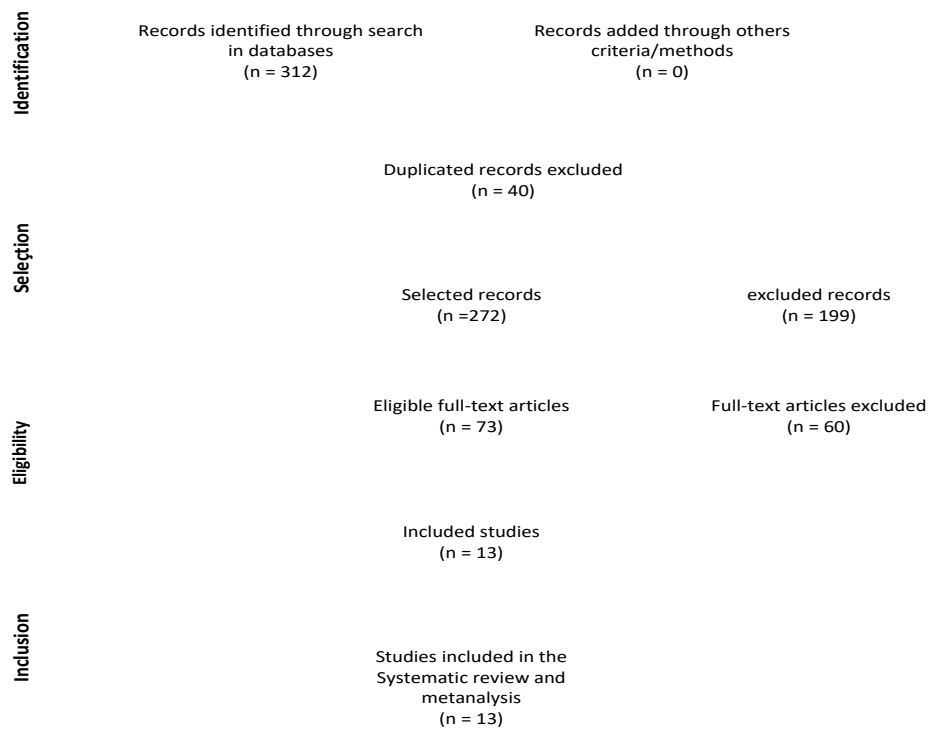 Identification
Records identified through search
in databases
(n = 312)
Records added through others
criteria/methods
(n = 0)
Duplicated records excluded
(n = 40)
Seleçtion
Selected records
(n =272)
excluded records
(n = 199)
Eligibility
Eligible full-text articles
(n = 73)
Full-text articles excluded
(n = 60)
Included studies
(n = 13)
Inclusion
Studies included in the
Systematic review and
metanalysis
(n = 13)